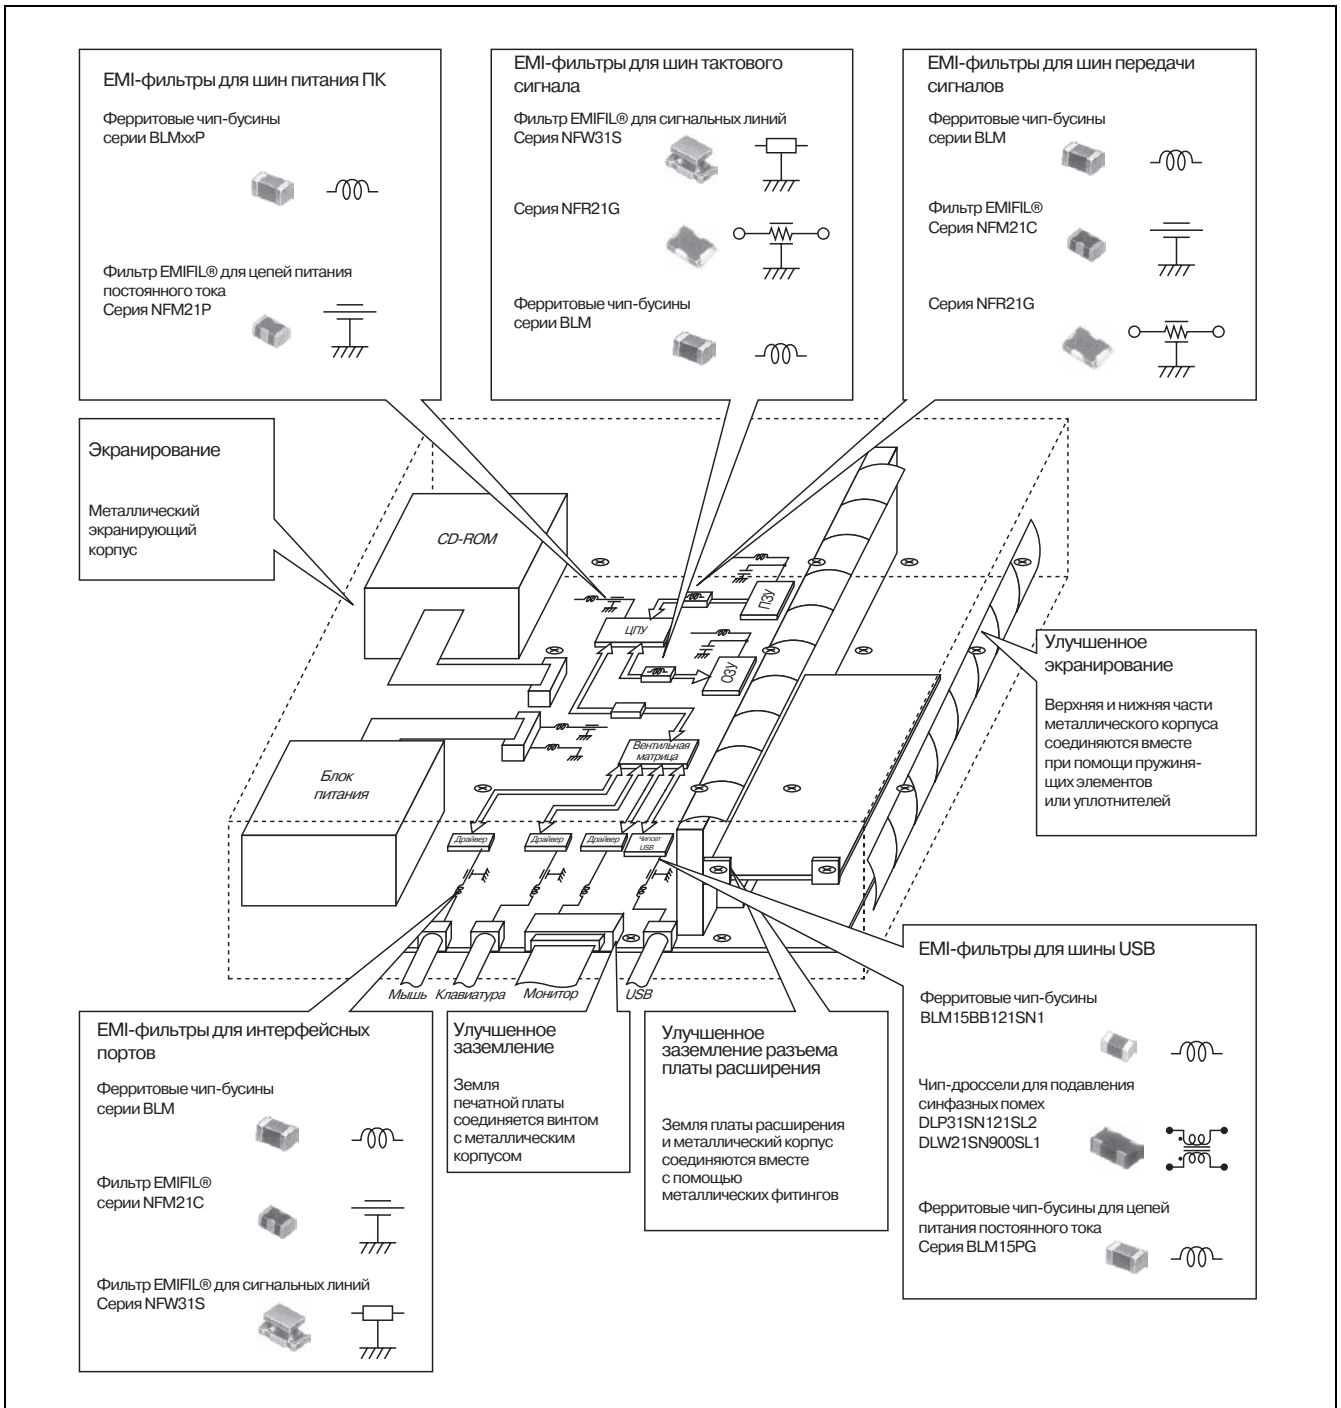 EMI-фильтры для шин питания ПК
Ферритовые чип-бусины
серии BLMxxP
Фильтр EMIFIL® для цепей питания
постоянного тока
Серия NFM21P
EMI-фильтры для шин тактового
сигнала
Фильтр EMIFIL® для сигнальных линий
Серия NFW31S
Серия NFR21G
Ферритовые чип-бусины
серии BLM
EMI-фильтры для шин передачи
сигналов
Ферритовые чип-бусины
серии BLM
Фильтр EMIFIL®
Серия NFM21C
Серия NFR21G
Экранирование
Металлический
экранирующий
корпус
CD-ROM
ПЗУ
ЦПУ
ОЗУ
Вентильная
матрица
Блок
питания
Драйвер
Драйвер
Драйвер
Чипсет
USB
Улучшенное
экранирование
Верхняя и нижняя части
металлического корпуса
соединяются вместе
при помощи пружиня-
щих элементов
или уплотнителей
Мышь
Клавиатура
Монитор
USB
EMI-фильтры для интерфейсных
портов
Ферритовые чип-бусины
серии BLM
Фильтр EMIFIL®
серии NFM21C
Фильтр EMIFIL® для сигнальных линий
Серия NFW31S
Улучшенное
заземление
Земля
печатной платы
соединяется винтом
с металлическим
корпусом
Улучшенное
заземление разъема
платы расширения
Земля платы расширения
и металлический корпус
соединяются вместе
с помощью
металлических фитингов
EMI-фильтры для шины USB
Ферритовые чип-бусины
BLM15BB121SN1
Чип-дроссели для подавления
синфазных помех
DLP31SN121SL2
DLW21SN900SL1
Ферритовые чип-бусины для цепей
питания постоянного тока
Серия BLM15PG